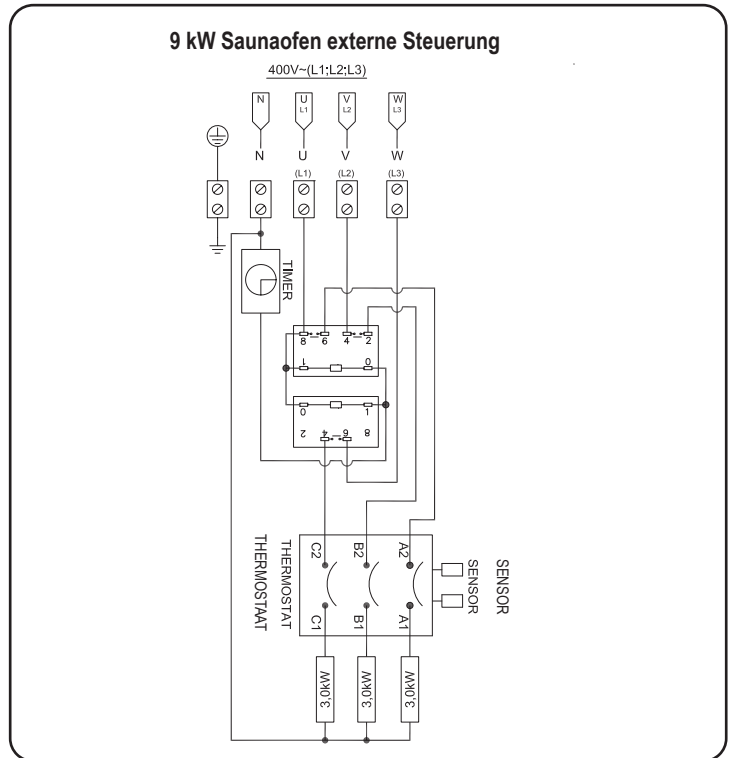 9 kW Saunaofen externe Steuerung
400V~(L1;L2;L3)
N U L1 V L2 W L3
N U V W
(L1) (L2) (L3)
TIMER
8 6 4 2
1 0
0 1
2 4 6 8
C2 B2 A2
THERMOSTAAT
THERMOSTAT
SENSOR
SENSOR
C1 B1 A1
3,0kW 3,0kW 3,0kW